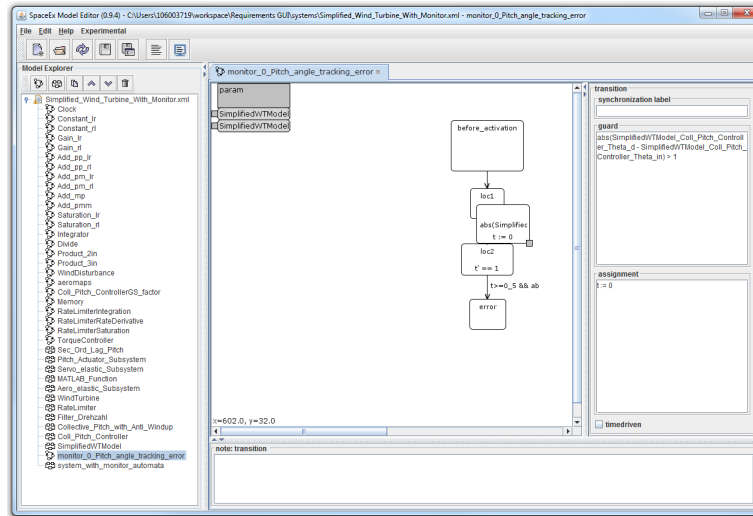 SpaceEx Model Editor (0.9.4) - C:\Users\106003719\workspace\Requirements GUI\systems\Simplified_Wind_Turbine_With_Monitor.xml - monitor_0_Pitch_angle_tracking_error
File Edit Help Experimental
Model Explorer
Simplified_Wind_Turbine_With_Monitor.xml
Clock
Constant_lr
Constant_rl
Gain_lr
Gain_rl
Add_pp_lr
Add_pp_rl
Add_pm_lr
Add_pm_rl
Add_mp
Add_pmm
Saturation_lr
Saturation_rl
Integrator
Divide
Product_2in
Product_3in
WindDisturbance
aeromaps
Coll_Pitch_ControllerGS_factor
Memory
RateLimiterIntegration
RateLimiterRateDerivative
RateLimiterSaturation
TorqueController
Sec_Ord_Lag_Pitch
Pitch_Actuator_Subsystem
Servo_elastic_Subsystem
MATLAB_Function
Aero_elastic_Subsystem
WindTurbine
RateLimiter
Filter_Drehzahl
Collective_Pitch_with_Anti_Windup
Coll_Pitch_Controller
SimplifiedWTModel
monitor_0_Pitch_angle_tracking_error
system_with_monitor_automata
monitor_0_Pitch_angle_tracking_error
param
SimplifiedWTModel
SimplifiedWTModel
before_activation
loc1
abs(Simplified
t := 0
loc2
t' == 1
t>=0_5 && ab
error
x=602.0, y=32.0
transition
synchronization label
guard
abs(SimplifiedWTModel_Coll_Pitch_Controll
er_Theta_d - SimplifiedWTModel_Coll_Pitch_
Controller_Theta_in) > 1
assignment
t := 0
timedriven
note: transition